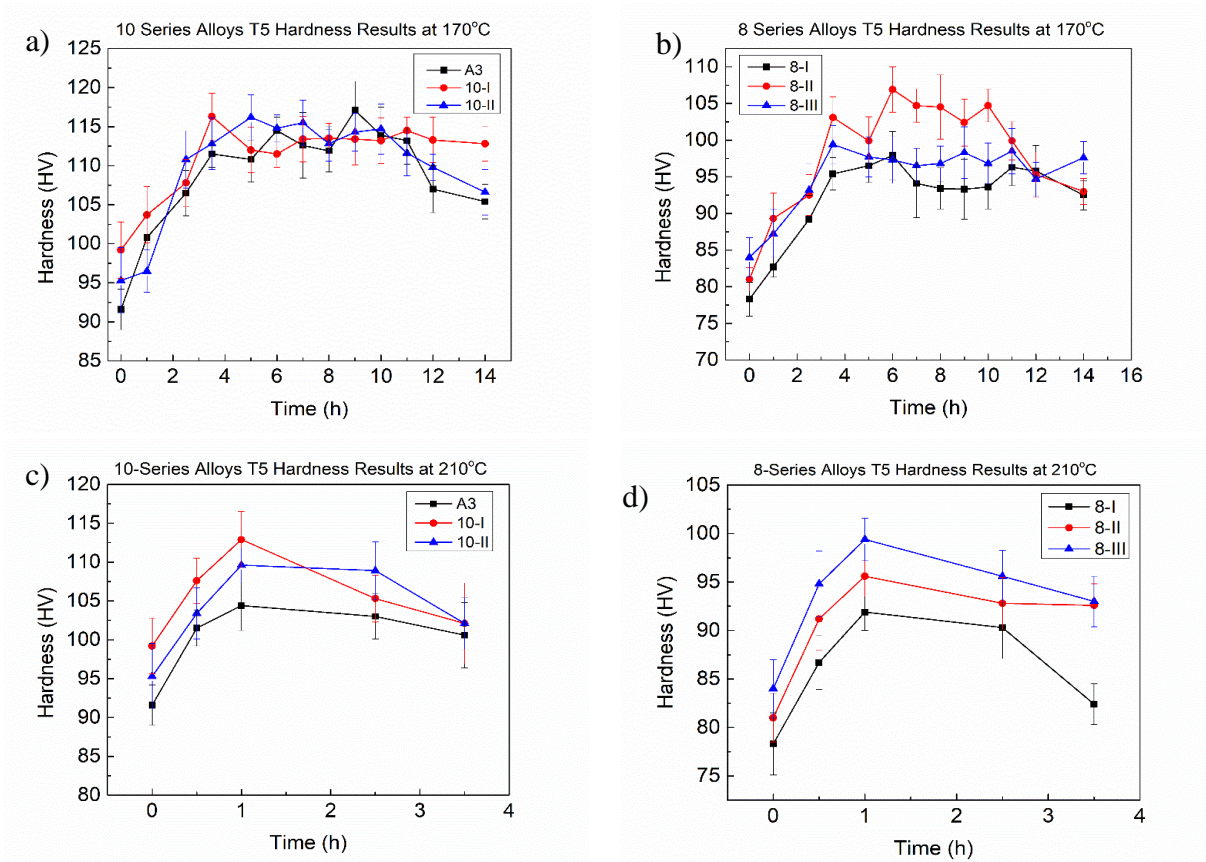 a)
10 Series Alloys T5 Hardness Results at 170°C
125
120
115
110
105
100
95
90
85
Hardness (HV)
A3
10-I
10-II
0 2 4 6 8 10 12 14
Time (h)
b)
8 Series Alloys T5 Hardness Results at 170°C
110
105
100
95
90
85
80
75
70
Hardness (HV)
8-I
8-II
8-III
0 2 4 6 8 10 12 14 16
Time (h)
c)
10-Series Alloys T5 Hardness Results at 210°C
120
115
110
105
100
95
90
85
80
Hardness (HV)
A3
10-I
10-II
0 1 2 3 4
Time (h)
d)
8-Series Alloys T5 Hardness Results at 210°C
105
100
95
90
85
80
75
Hardness (HV)
8-I
8-II
8-III
0 1 2 3 4
Time (h)